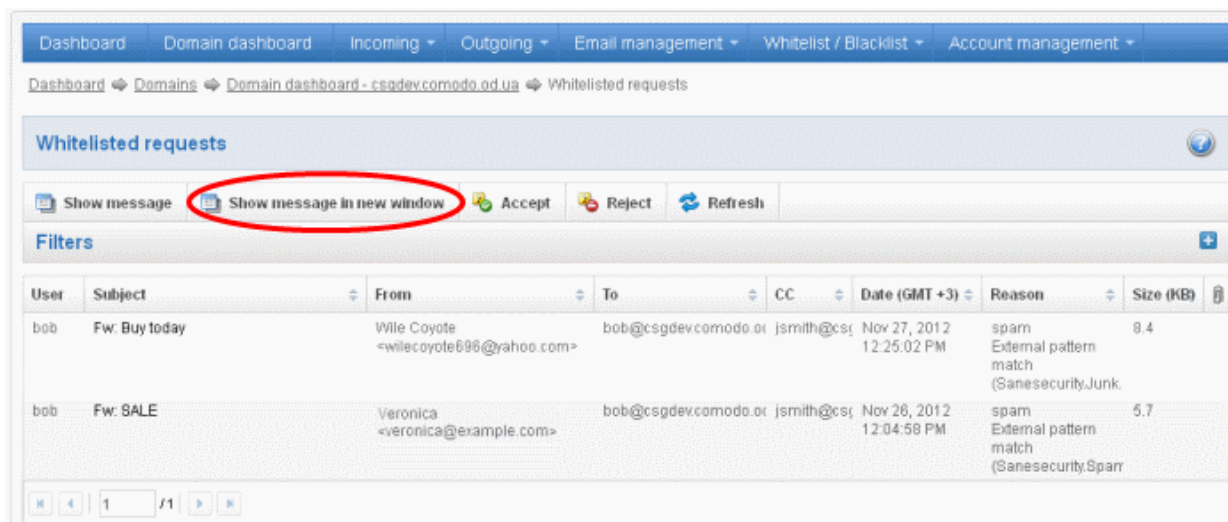 Dashboard Domain dashboard Incoming Outgoing Email management Whitelist / Blacklist Account management
Dashboard Domains Domain dashboard - csgdev.comodo.od.ua Whitelisted requests
Whitelisted requests
Show message Show message in new window Accept Reject Refresh
Filters
User Subject From To CC Date (GMT +3) Reason Size (KB)
bob Fw: Buy today Wile Coyote bob@csgdev.comodo.o jsmith@cs Nov 27, 2012 spam 8.4
<wilecoyote696@yahoo.com> 12:25:02 PM External pattern
match
(Sanesecurity.Junk.
bob Fw: SALE Veronica bob@csgdev.comodo.o jsmith@cs Nov 26, 2012 spam 5.7
<veronica@example.com> 12:04:58 PM External pattern
match
(Sanesecurity.Spam
1 /1